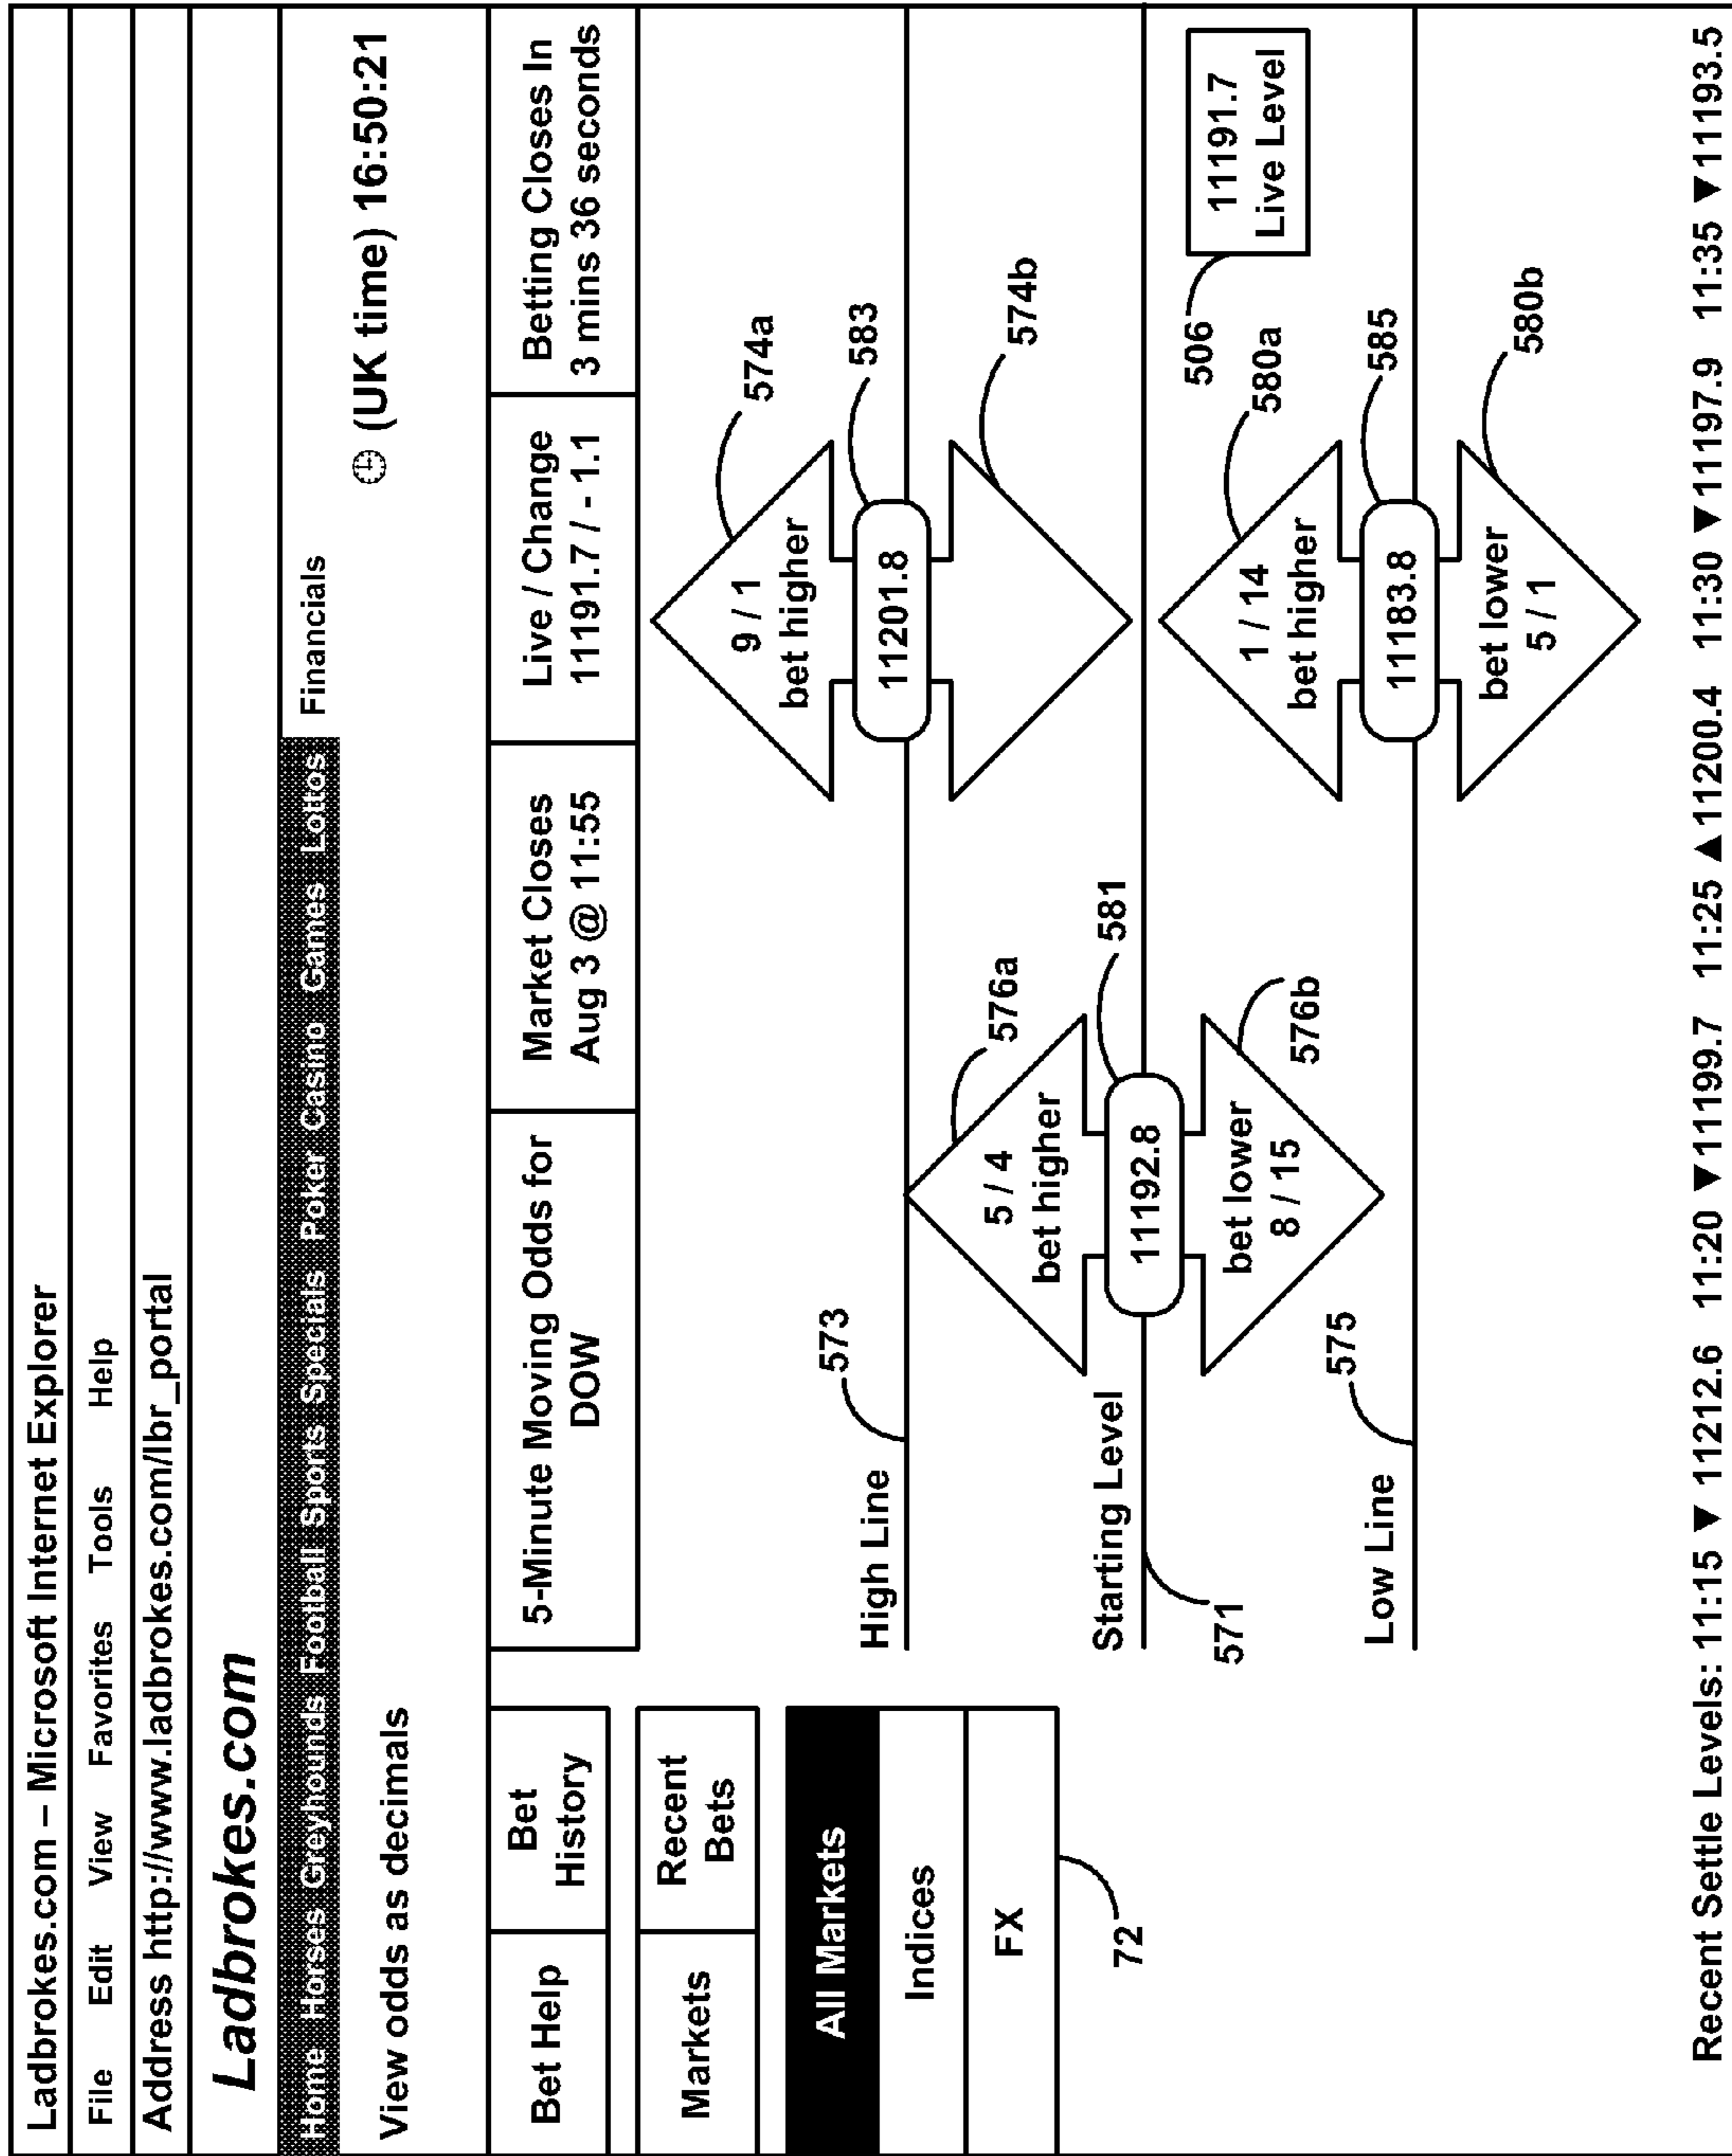 Ladbrokes.com – Microsoft Internet Explorer
File Edit View Favorites Tools Help
Address http://www.ladbrokes.com/lbr_portal
Ladbrokes.com
Home Horses Greyhounds Football Sports Specials Poker Casino Games Lottos Financials
View odds as decimals
(UK time) 16:50:21
Bet Help
Bet
History
Markets
Recent
Bets
All Markets
Indices
FX
72
5-Minute Moving Odds for
DOW
Market Closes
Aug 3 @ 11:55
Live / Change
11191.7 / - 1.1
Betting Closes In
3 mins 36 seconds
High Line
573
9 / 1
bet higher
574a
11201.8
583
574b
Starting Level
571
5 / 4
bet higher
576a
11192.8
581
bet lower
8 / 15
576b
506
11191.7
Live Level
Low Line
575
1 / 14
bet higher
580a
11183.8
585
bet lower
5 / 1
580b
Recent Settle Levels: 11:15 ▼ 11212.6 11:20 ▼11199.7 11:25 ▲11200.4 11:30 ▼11197.9 11:35 ▼11193.5